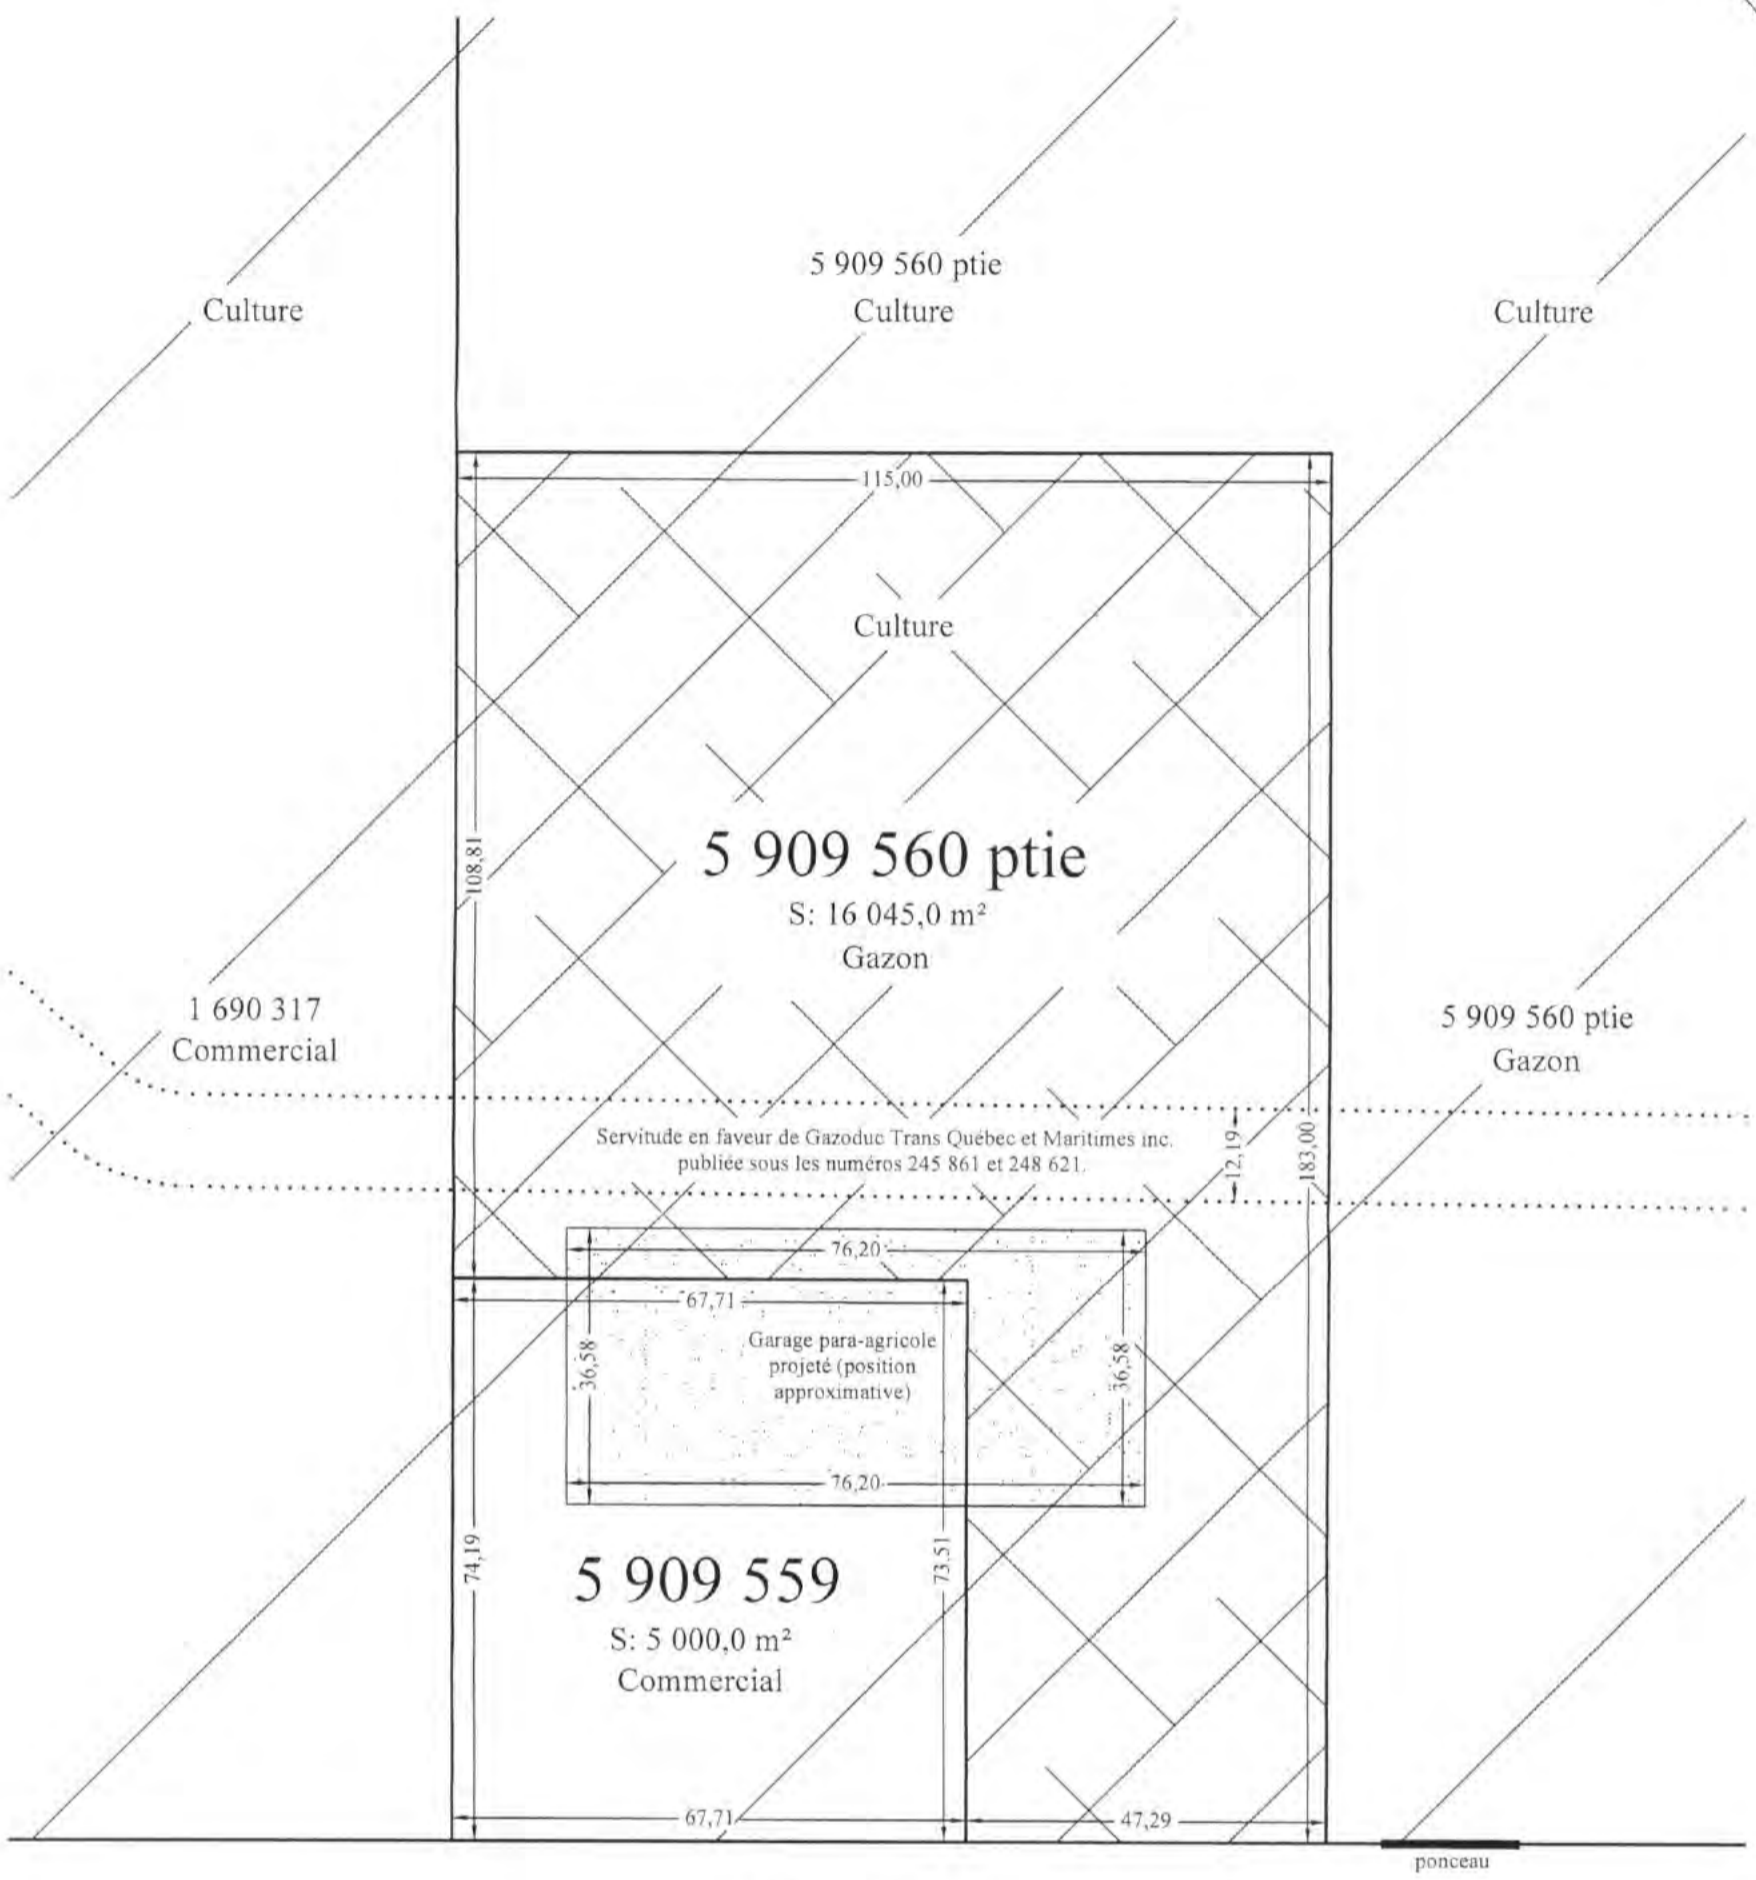 5 909 560 ptie
Culture
Culture
Culture
115,00
Culture
108,81
5 909 560 ptie
S: 16 045,0 m²
Gazon
1 690 317
Commercial
5 909 560 ptie
Gazon
Servitude en faveur de Gazoduc Trans Québec et Maritimes inc.
publiée sous les numéros 245 861 et 248 621.
12,19
183,00
76,20
67,71
36,58
Garage para-agricole
projeté (position
approximative)
36,58
76,20
74,19
73.51
5 909 559
S: 5 000,0 m²
Commercial
67,71
47,29
ponceau